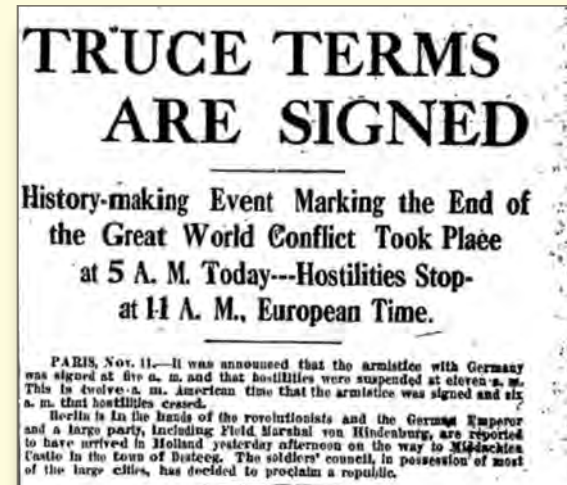 TRUCE TERMS
ARE SIGNED
History-making Event Marking the End of
the Great World Conflict Took Place
at 5 A. M. Today---Hostilities Stop-
at 11 A. M., European Time.
PARIS, Nov. 11.—It was announced that the armistice with Germany
was signed at five a. m. and that hostilities were suspended at eleven a. m.
This is twelve a. m. American time that the armistice was signed and six
a. m. that hostilities ceased.
Berlin is in the hands of the revolutionists and the German Emperor
and a large party, including Field Marshal von Hindenburg, are reported
to have arrived in Holland yesterday afternoon on the way to
Castle in the town of The soldiers' council, in possession of most
of the large cities, has decided to proclaim a republic.